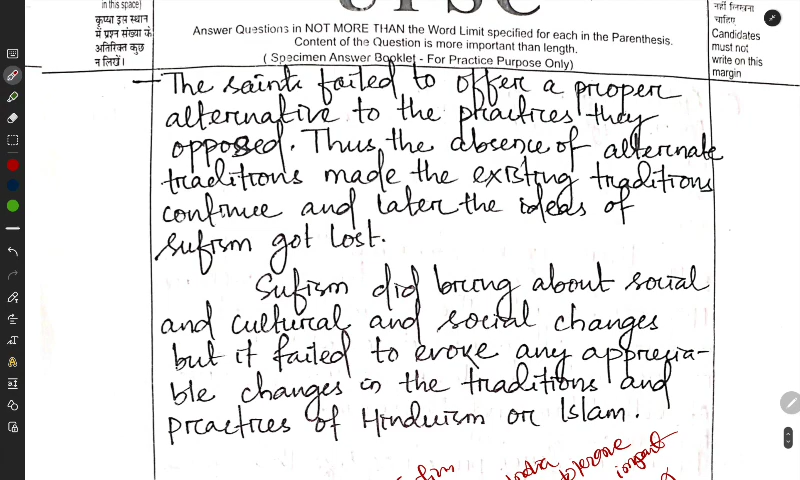 in this space)
कृप्या इस स्थान
में प्रश्न संख्या के
अतिरिक्त कुछ
न लिखें।
UPSC
Answer Questions in NOT MORE THAN the Word Limit specified for each in the Parenthesis.
Content of the Question is more important than length.
( Specimen Answer Booklet - For Practice Purpose Only)
नहीं लिखना
चाहिए
Candidates
must not
write on this
margin
– The saints failed to offer a proper
alternative to the practices they
opposed. Thus, the absence of alternate
traditions made the existing traditions
continue and later the ideas of
sufism got lost.
Sufism did bring about social
and cultural and social changes
but it failed to evoke any apprecia-
ble changes in the traditions and
practices of Hinduism or Islam.
impact